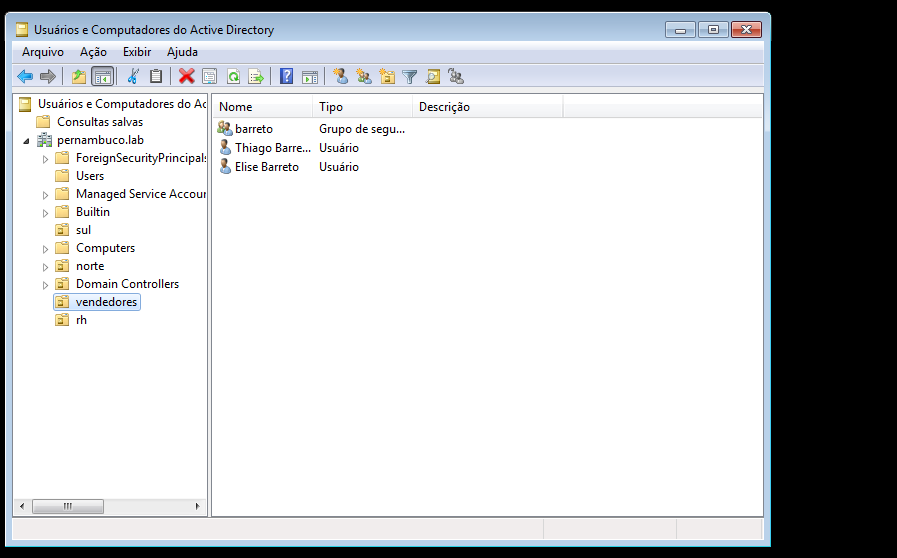 Usuários e Computadores do Active Directory
Arquivo Ação Exibir Ajuda
Usuários e Computadores do Ac
Consultas salvas
pernambuco.lab
ForeignSecurityPrincipals
Users
Managed Service Accour
Builtin
sul
Computers
norte
Domain Controllers
vendedores
rh
Nome Tipo Descrição
barreto Grupo de segu...
Thiago Barre... Usuário
Elise Barreto Usuário